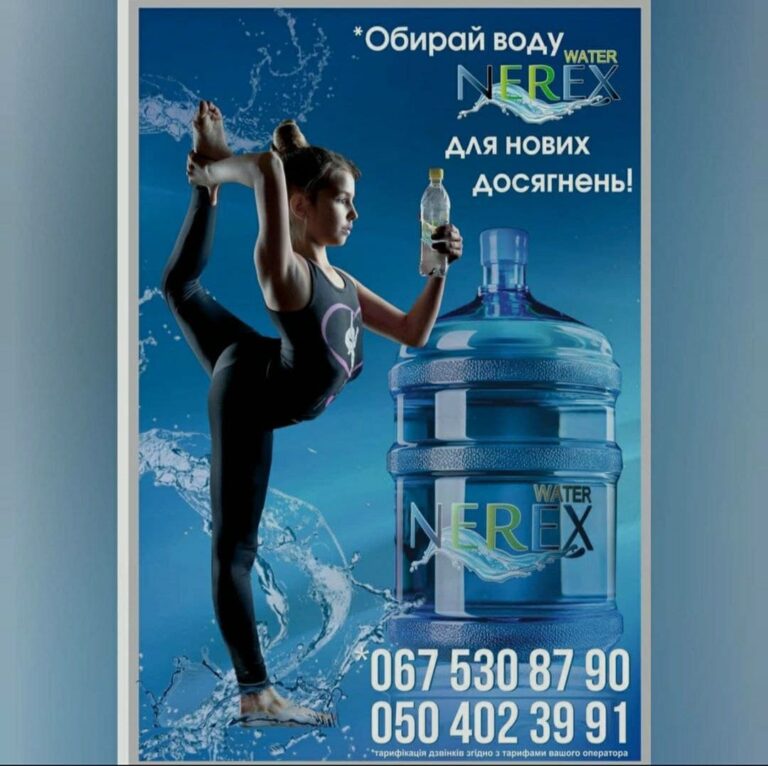 *Обирай воду
WATER
NEREX
для нових
досягнень!
WATER
NEREX
*067 530 87 90
050 402 39 91
*тарифікація дзвінків згідно з тарифами вашого оператора